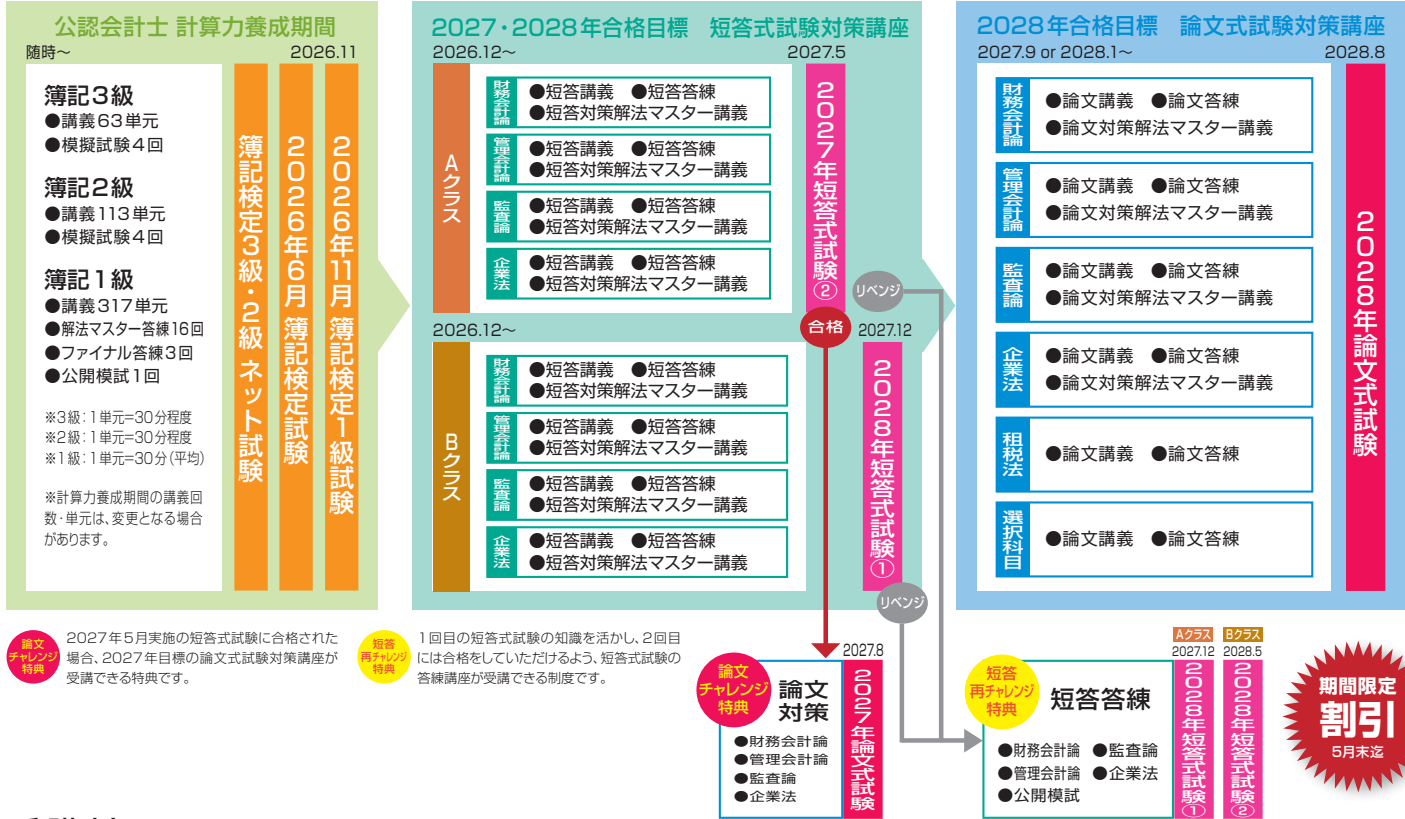 公認会計士 計算力養成期間
随時～ 2026.11
簿記3級
●講義63単元
●模擬試験4回
簿記2級
●講義113単元
●模擬試験4回
簿記1級
●講義317単元
●解法マスター答練16回
●ファイナル答練3回
●公開模試1回
※3級：1単元=30分程度
※2級：1単元=30分程度
※1級：1単元=30分（平均）
※計算力養成期間の講義回
数・単元は、変更となる場合
があります。
簿記検定3級・2級 ネット試験
2026年6月 簿記検定試験
2026年11月 簿記検定1級試験
2027・2028年合格目標 短答式試験対策講座
2026.12～ 2027.5
Aクラス
財務会計論
●短答講義 ●短答答練
●短答対策解法マスター講義
管理会計論
●短答講義 ●短答答練
●短答対策解法マスター講義
監査論
●短答講義 ●短答答練
●短答対策解法マスター講義
企業法
●短答講義 ●短答答練
●短答対策解法マスター講義
2027年短答式試験②
リベンジ
合格
2026.12～ 2027.12
Bクラス
財務会計論
●短答講義 ●短答答練
●短答対策解法マスター講義
管理会計論
●短答講義 ●短答答練
●短答対策解法マスター講義
監査論
●短答講義 ●短答答練
●短答対策解法マスター講義
企業法
●短答講義 ●短答答練
●短答対策解法マスター講義
2028年短答式試験①
リベンジ
2028年合格目標 論文式試験対策講座
2027.9 or 2028.1～ 2028.8
財務会計論
●論文講義 ●論文答練
●論文対策解法マスター講義
管理会計論
●論文講義 ●論文答練
●論文対策解法マスター講義
監査論
●論文講義 ●論文答練
●論文対策解法マスター講義
企業法
●論文講義 ●論文答練
●論文対策解法マスター講義
租税法
●論文講義 ●論文答練
選択科目
●論文講義 ●論文答練
2028年論文式試験
論文
チャレンジ
特典
2027年5月実施の短答式試験に合格された
場合、2027年目標の論文式試験対策講座が
受講できる特典です。
短答
再チャレンジ
特典
1回目の短答式試験の知識を活かし、2回目
には合格をしていただけるよう、短答式試験の
答練講座が受講できる制度です。
論文
チャレンジ
特典
論文
対策
●財務会計論
●管理会計論
●監査論
●企業法
2027.8
2027年論文式試験
短答
再チャレンジ
特典
短答答練
●財務会計論 ●監査論
●管理会計論 ●企業法
●公開模試
Aクラス
2027.12
2028年短答式試験①
Bクラス
2028.5
2028年短答式試験②
期間限定
割引
5月末迄